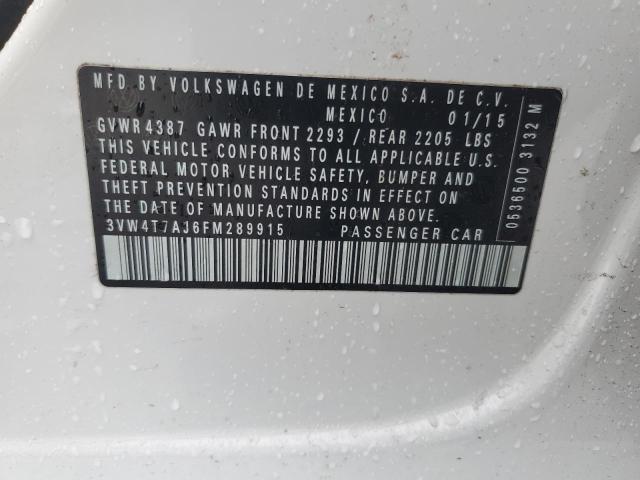 MFD. BY VOLKSWAGEN DE MEXICO S.A. DE C.V.
MEXICO 01/15
GVWR 4387 GAWR FRONT 2293 / REAR 2205 LBS
THIS VEHICLE CONFORMS TO ALL APPLICABLE U.S.
FEDERAL MOTOR VEHICLE SAFETY, BUMPER AND
THEFT PREVENTION STANDARDS IN EFFECT ON
THE DATE OF MANUFACTURE SHOWN ABOVE.
3VW4T7AJ6FM289915 PASSENGER CAR
0536500 3132 M